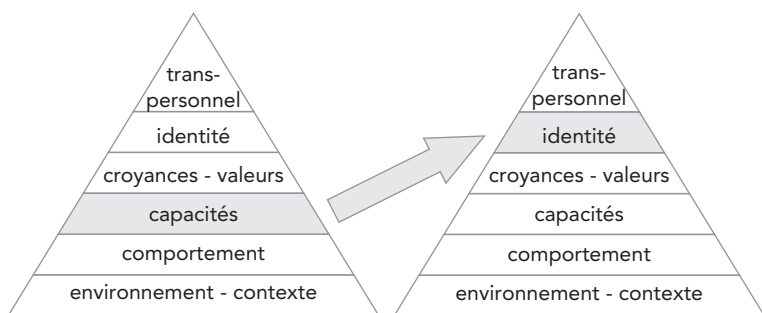 trans-
personnel
identité
croyances - valeurs
capacités
comportement
environnement - contexte
trans-
personnel
identité
croyances - valeurs
capacités
comportement
environnement - contexte